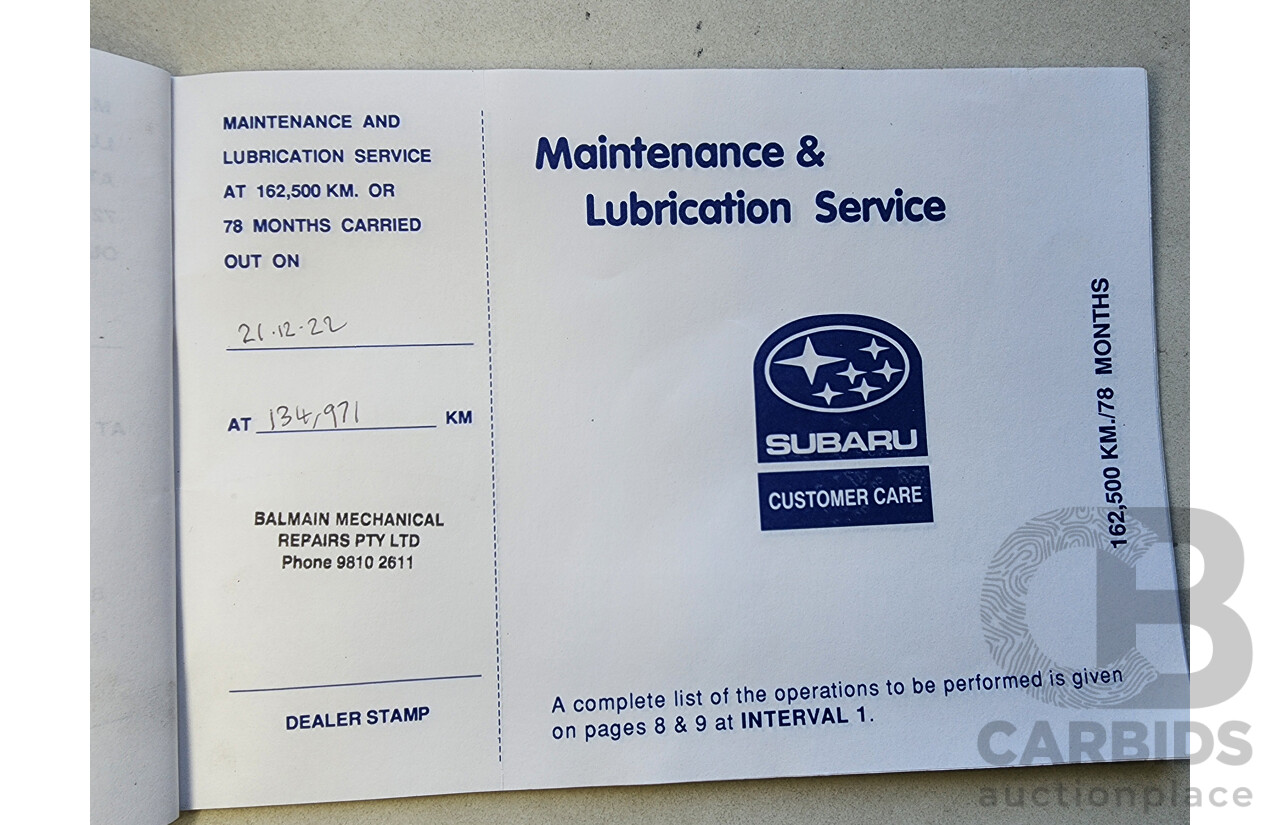 MAINTENANCE AND
LUBRICATION SERVICE
AT 162,500 KM. OR
78 MONTHS CARRIED
OUT ON
21.12.22
AT 134,971 KM
BALMAIN MECHANICAL
REPAIRS PTY LTD
Phone 9810 2611
DEALER STAMP
Maintenance &
Lubrication Service
SUBARU
CUSTOMER CARE
162,500 KM./78 MONTHS
A complete list of the operations to be performed is given
on pages 8 & 9 at INTERVAL 1.
CB
CARBIDS
auctionplace